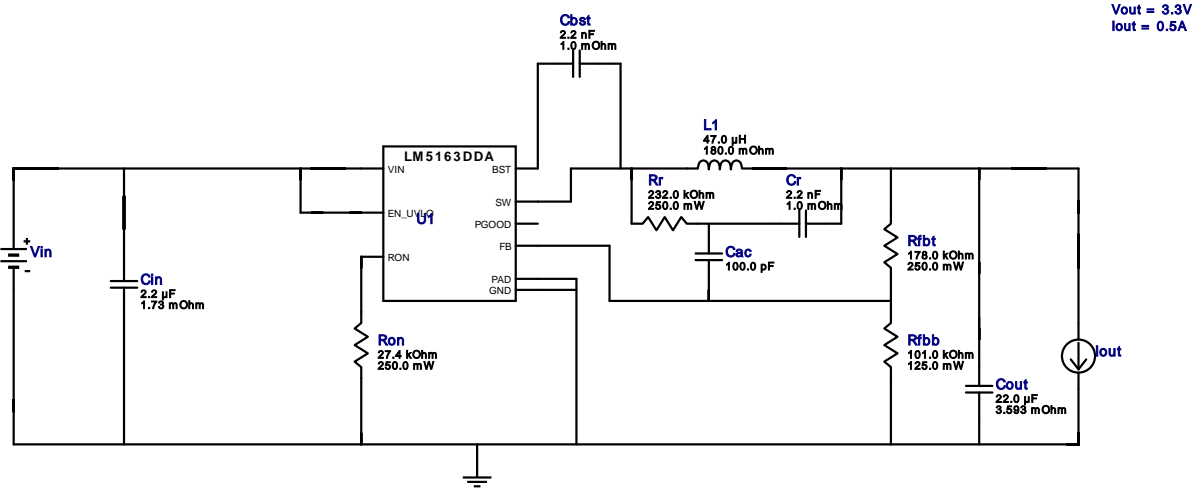 Vout = 3.3V
Iout = 0.5A
Cbst
2.2 nF
1.0 mOhm
L1
47.0 µH
180.0 mOhm
LM5163DDA
VIN
BST
Rr
232.0 kOhm
250.0 mW
Cr
2.2 nF
1.0 mOhm
SW
EN_UVLO
U1
PGOOD
FB
Rfbt
178.0 kOhm
250.0 mW
Vin
+
-
RON
Cac
100.0 pF
PAD
GND
Cin
2.2 µF
1.73 mOhm
Ron
27.4 kOhm
250.0 mW
Rfbb
101.0 kOhm
125.0 mW
Iout
Cout
22.0 µF
3.593 mOhm